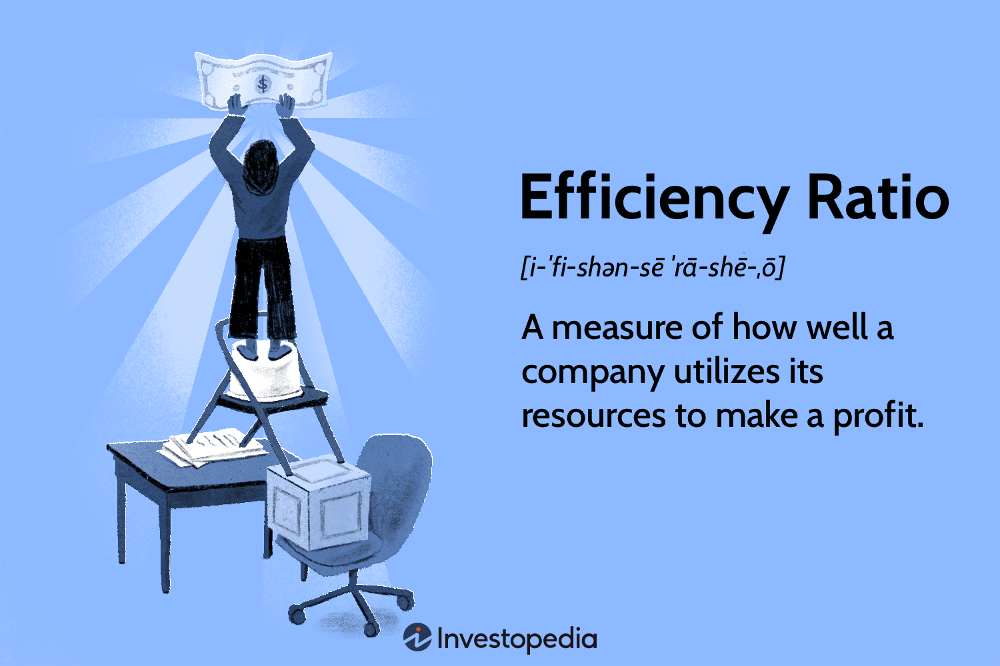 $
Efficiency Ratio
[i-ˈfi-shən-sē ˈrā-shē-ˌō]
A measure of how well a
company utilizes its
resources to make a profit.
Investopedia